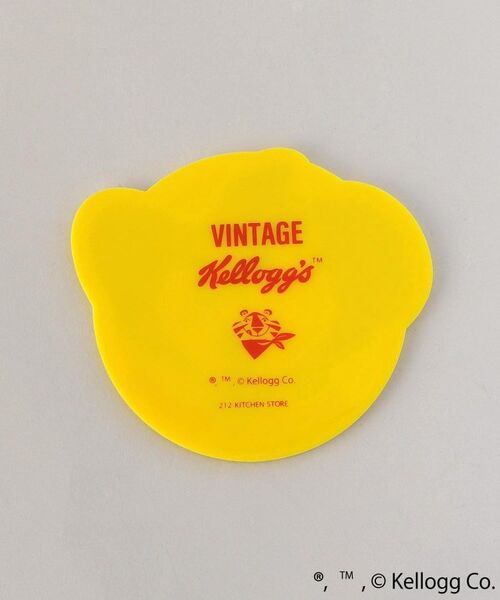 VINTAGE
Kellogg's™
®, ™, © Kellogg Co.
212 KITCHEN STORE
®, ™, © Kellogg Co.